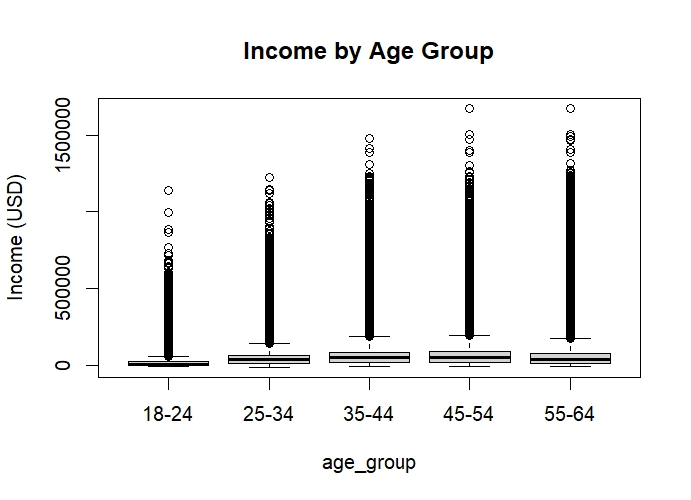 Income by Age Group
Income (USD)
1500000
500000
0
18-24 25-34 35-44 45-54 55-64
age_group